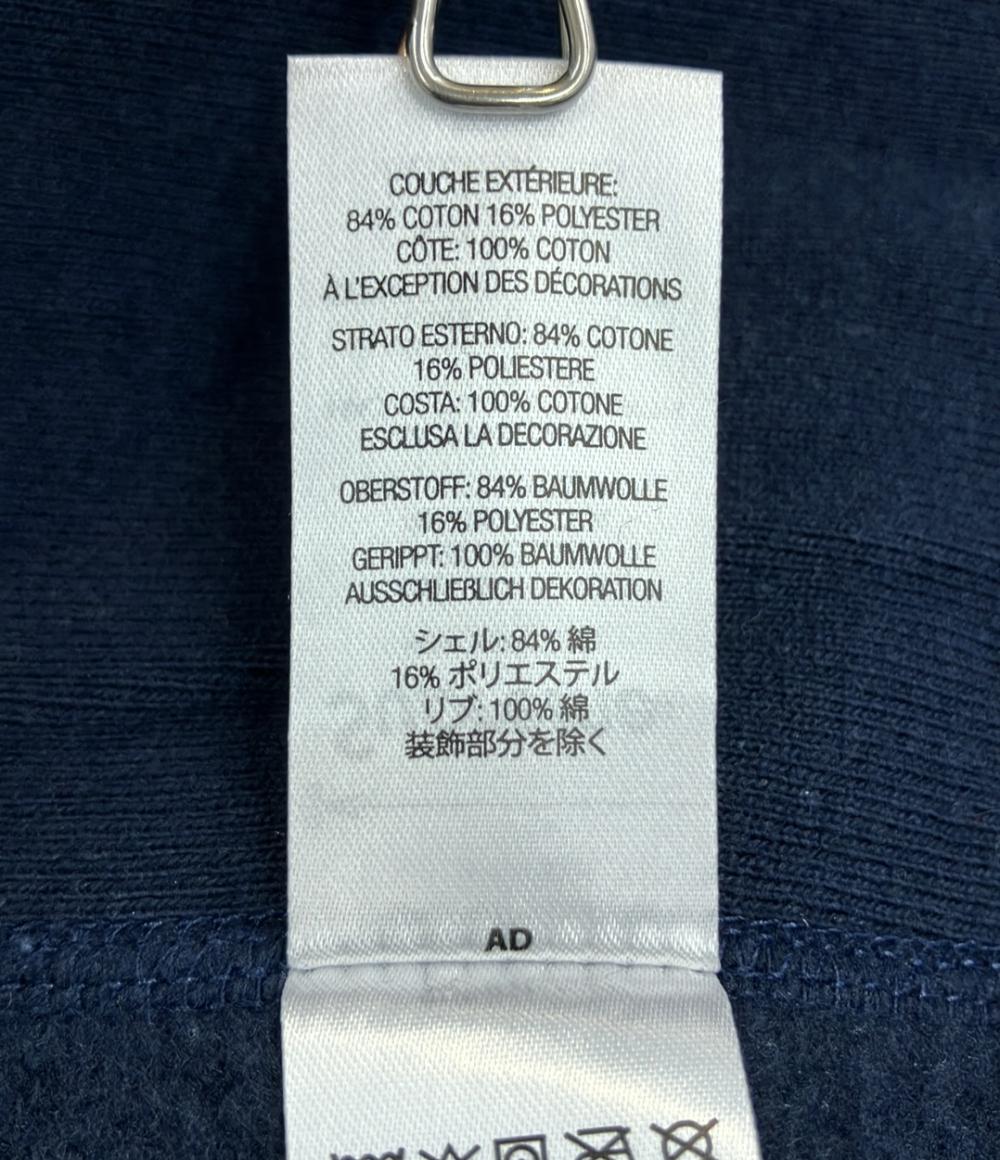 COUCHE EXTÉRIEURE:
84% COTON 16% POLYESTER
CÔTE: 100% COTON
À L'EXCEPTION DES DÉCORATIONS
STRATO ESTERNO: 84% COTONE
16% POLIESTERE
COSTA: 100% COTONE
ESCLUSA LA DECORAZIONE
OBERSTOFF: 84% BAUMWOLLE
16% POLYESTER
GERIPPT: 100% BAUMWOLLE
AUSSCHLIEßLICH DEKORATION
シェル: 84% 綿
16% ポリエステル
リブ: 100% 綿
装飾部分を除く
AD